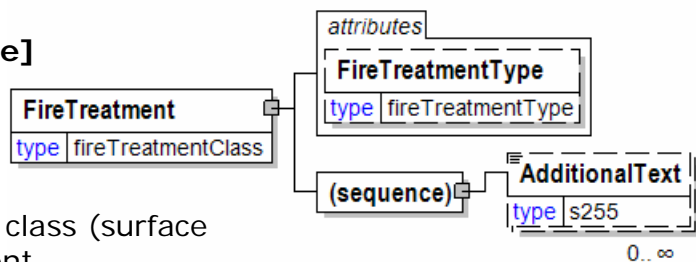 e]
attributes
FireTreatmentType
type fireTreatmentType
FireTreatment
type fireTreatmentClass
(sequence)
AdditionalText
type s255
0.. ∞
class (surface